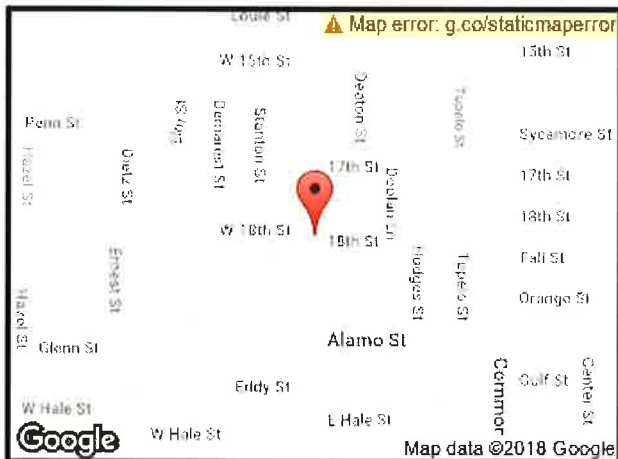 Louie St
⚠ Map error: g.co/staticmaperror
W 15th St
15th St
Penn St
Stanton St
Deaton St
Tupelo St
Sycamore St
Hazel St
Dietz St
17th St
17th St
Doolan Ln
18th St
W 18th St
18th St
Fall St
Ernest St
Hodges St
Tupelo St
Orange St
Hazel St
Glenn St
Alamo St
Eddy St
Common
Gulf St
Center St
W Hale St
E Hale St
W Hale St
Google
Map data ©2018 Google